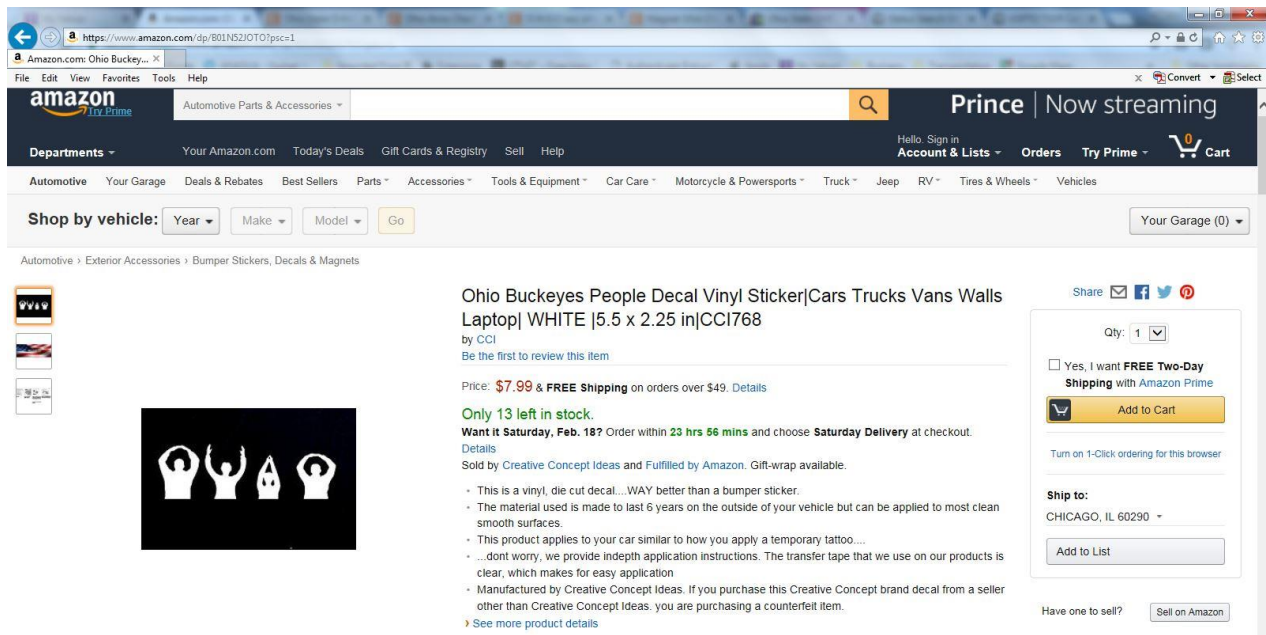 https://www.amazon.com/dp/B01N52JOTO?psc=1
Amazon.com: Ohio Buckey...
File Edit View Favorites Tools Help
Convert Select
amazon
Try Prime
Automotive Parts & Accessories
Prince | Now streaming
Departments
Your Amazon.com Today's Deals Gift Cards & Registry Sell Help
Hello. Sign in
Account & Lists Orders Try Prime 0 Cart
Automotive Your Garage Deals & Rebates Best Sellers Parts Accessories Tools & Equipment Car Care Motorcycle & Powersports Truck Jeep RV Tires & Wheels Vehicles
Shop by vehicle: Year Make Model Go Your Garage (0)
Automotive › Exterior Accessories › Bumper Stickers, Decals & Magnets
Ohio Buckeyes People Decal Vinyl Sticker|Cars Trucks Vans Walls
Laptop| WHITE |5.5 x 2.25 in|CCI768
by CCI
Be the first to review this item
Price: $7.99 & FREE Shipping on orders over $49. Details
Only 13 left in stock.
Want it Saturday, Feb. 18? Order within 23 hrs 56 mins and choose Saturday Delivery at checkout.
Details
Sold by Creative Concept Ideas and Fulfilled by Amazon. Gift-wrap available.
This is a vinyl, die cut decal....WAY better than a bumper sticker.
The material used is made to last 6 years on the outside of your vehicle but can be applied to most clean
smooth surfaces.
This product applies to your car similar to how you apply a temporary tattoo....
...dont worry, we provide indepth application instructions. The transfer tape that we use on our products is
clear, which makes for easy application
Manufactured by Creative Concept Ideas. If you purchase this Creative Concept brand decal from a seller
other than Creative Concept Ideas. you are purchasing a counterfeit item.
› See more product details
Share
Qty: 1
Yes, I want FREE Two-Day
Shipping with Amazon Prime
Add to Cart
Turn on 1-Click ordering for this browser
Ship to:
CHICAGO, IL 60290
Add to List
Have one to sell? Sell on Amazon